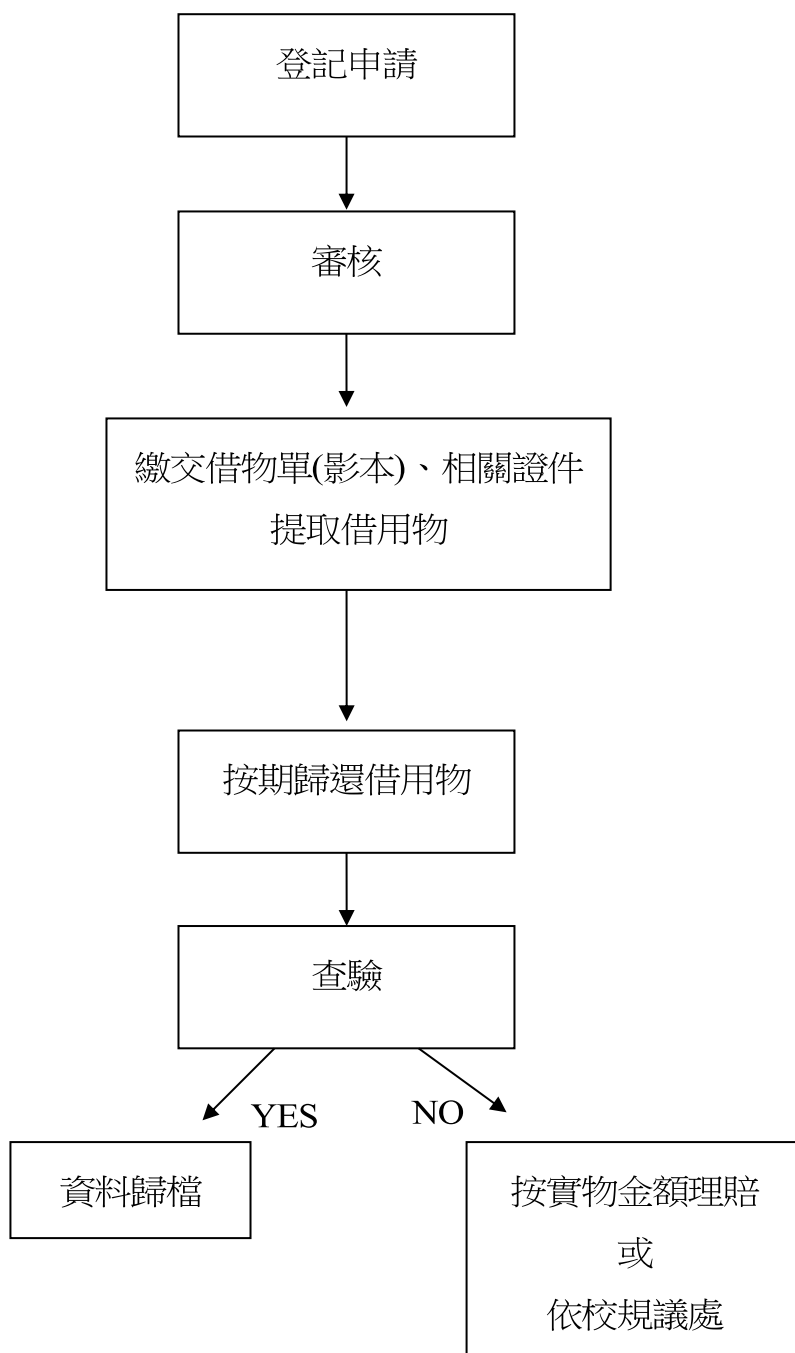 登記申請
審核
繳交借物單(影本)、相關證件
提取借用物
按期歸還借用物
查驗
YES
NO
資料歸檔
按實物金額理賠
或
依校規議處